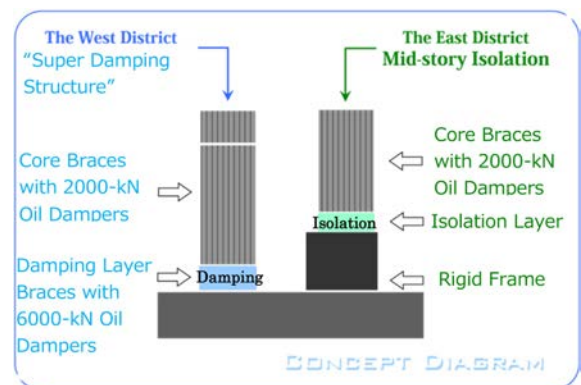 The West District
"Super Damping
Structure"
The East District
Mid-story Isolation
Core Braces
with 2000-kN
Oil Dampers
Damping Layer
Braces with
6000-kN Oil
Dampers
Damping
Isolation
Core Braces
with 2000-kN
Oil Dampers
Isolation Layer
Rigid Frame
CONCEPT DIAGRAM